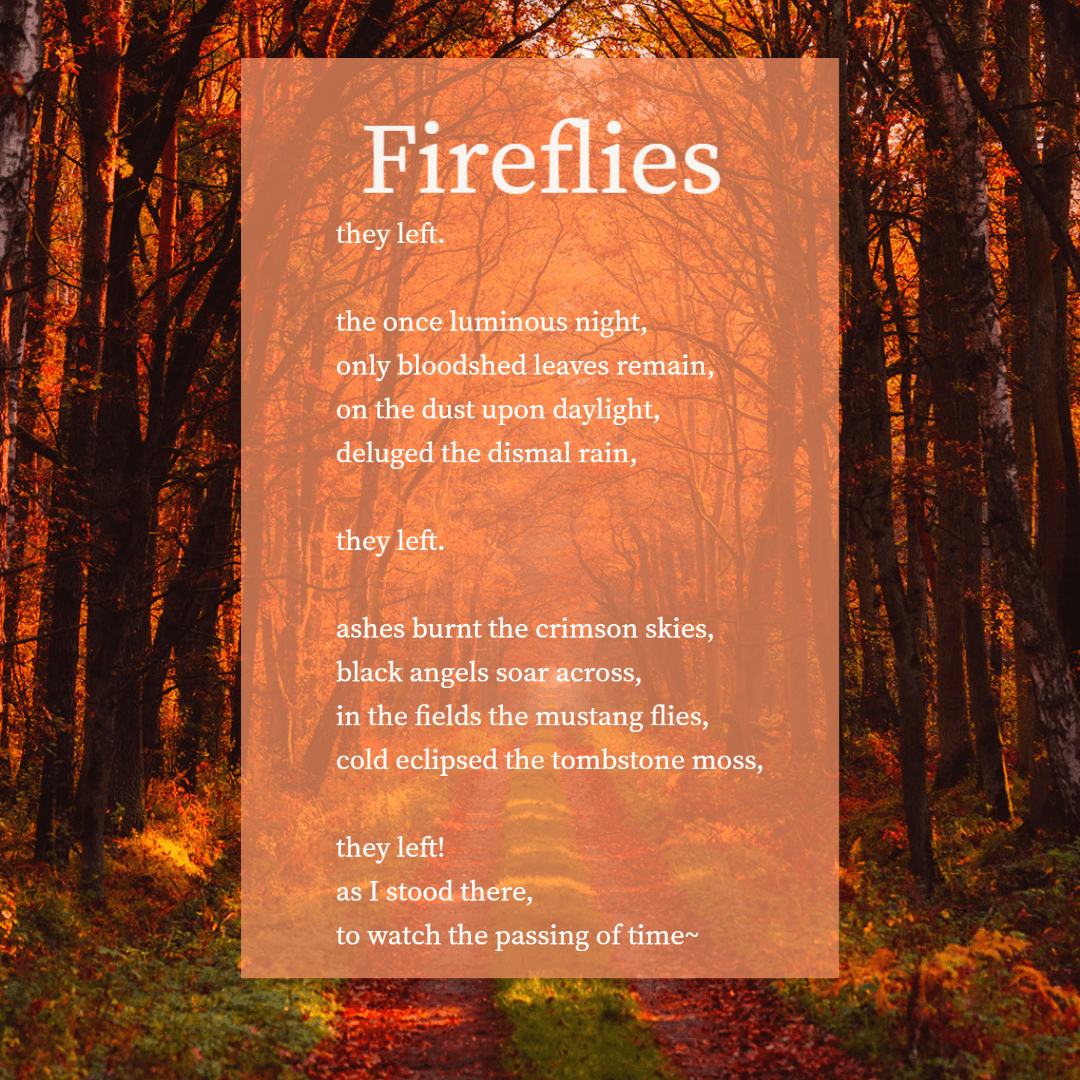 Fireflies
they left.
the once luminous night,
only bloodshed leaves remain,
on the dust upon daylight,
deluged the dismal rain,
they left.
ashes burnt the crimson skies,
black angels soar across,
in the fields the mustang flies,
cold eclipsed the tombstone moss,
they left!
as I stood there,
to watch the passing of time~